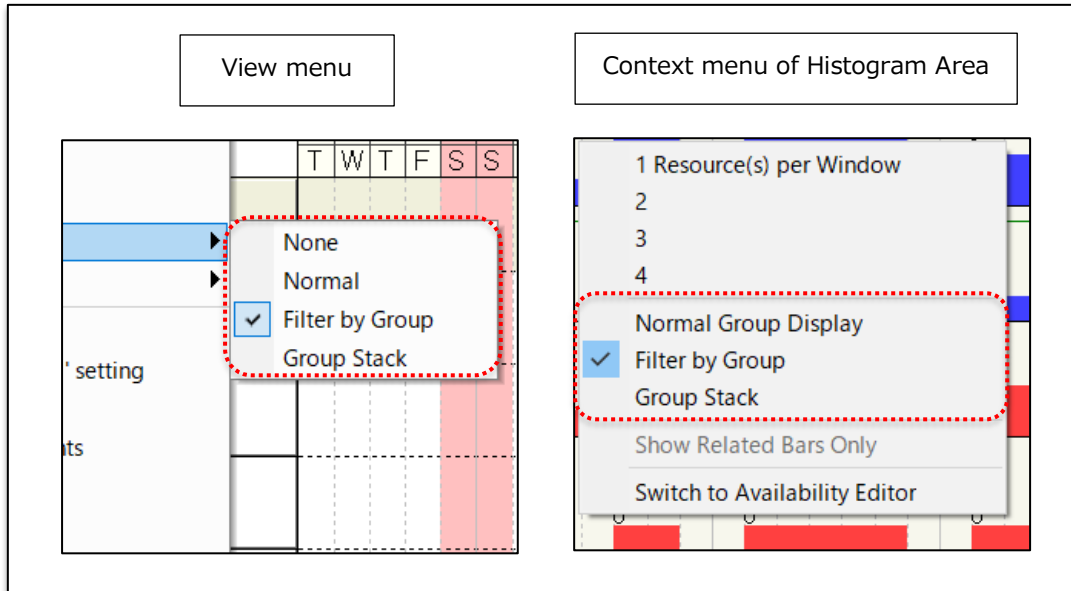 View menu
Context menu of Histogram Area
T W T F S S
None
Normal
Filter by Group
Group Stack
' setting
nts
1 Resource(s) per Window
2
3
4
Normal Group Display
Filter by Group
Group Stack
Show Related Bars Only
Switch to Availability Editor